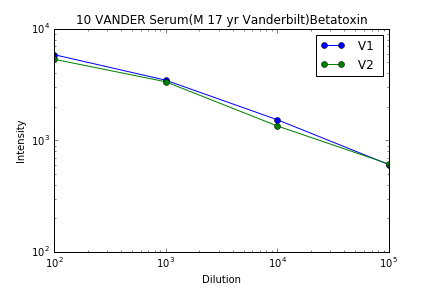 10 VANDER Serum(M 17 yr Vanderbilt)Betatoxin
V1
V2
Intensity
10^4
10^3
10^2
10^2 10^3 10^4 10^5
Dilution